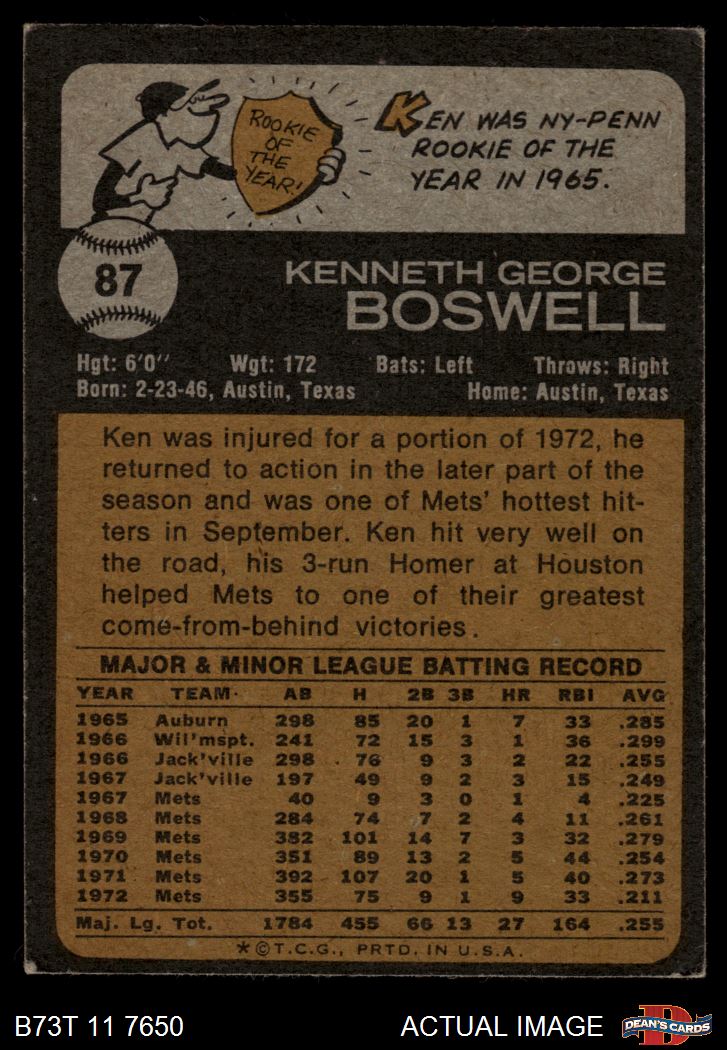 ROOKIE
OF
THE
YEAR!
KEN WAS NY-PENN
ROOKIE OF THE
YEAR IN 1965.
87
KENNETH GEORGE
BOSWELL
Hgt: 6'0" Wgt: 172 Bats: Left Throws: Right
Born: 2-23-46, Austin, Texas Home: Austin, Texas
Ken was injured for a portion of 1972, he
returned to action in the later part of the
season and was one of Mets' hottest hit-
ters in September. Ken hit very well on
the road, his 3-run Homer at Houston
helped Mets to one of their greatest
come-from-behind victories.
MAJOR & MINOR LEAGUE BATTING RECORD
YEAR TEAM AB H 2B 3B HR RBI AVG
1965 Auburn 298 85 20 1 7 33 .285
1966 Wil'mspt. 241 72 15 3 1 36 .299
1966 Jack'ville 298 76 9 3 2 22 .255
1967 Jack'ville 197 49 9 2 3 15 .249
1967 Mets 40 9 3 0 1 4 .225
1968 Mets 284 74 7 2 4 11 .261
1969 Mets 362 101 14 7 3 32 .279
1970 Mets 351 89 13 2 5 44 .254
1971 Mets 392 107 20 1 5 40 .273
1972 Mets 355 75 9 1 9 33 .211
Maj. Lg. Tot. 1784 455 66 13 27 164 .255
*©T.C.G., PRTD. IN U.S.A.
B73T 11 7650 ACTUAL IMAGE
D
DEAN'S CARDS